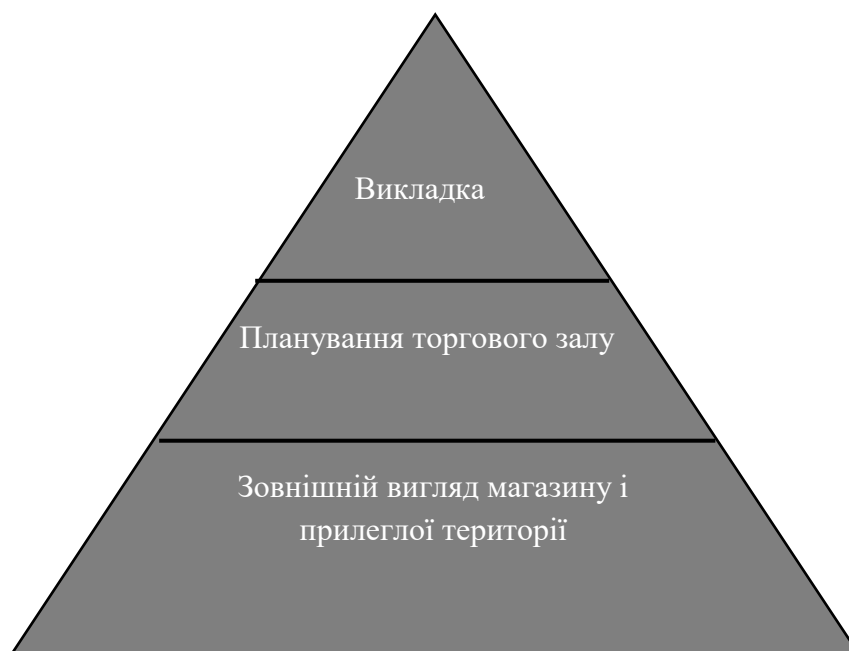 Викладка
Планування торгового залу
Зовнішній вигляд магазину і
прилеглої території